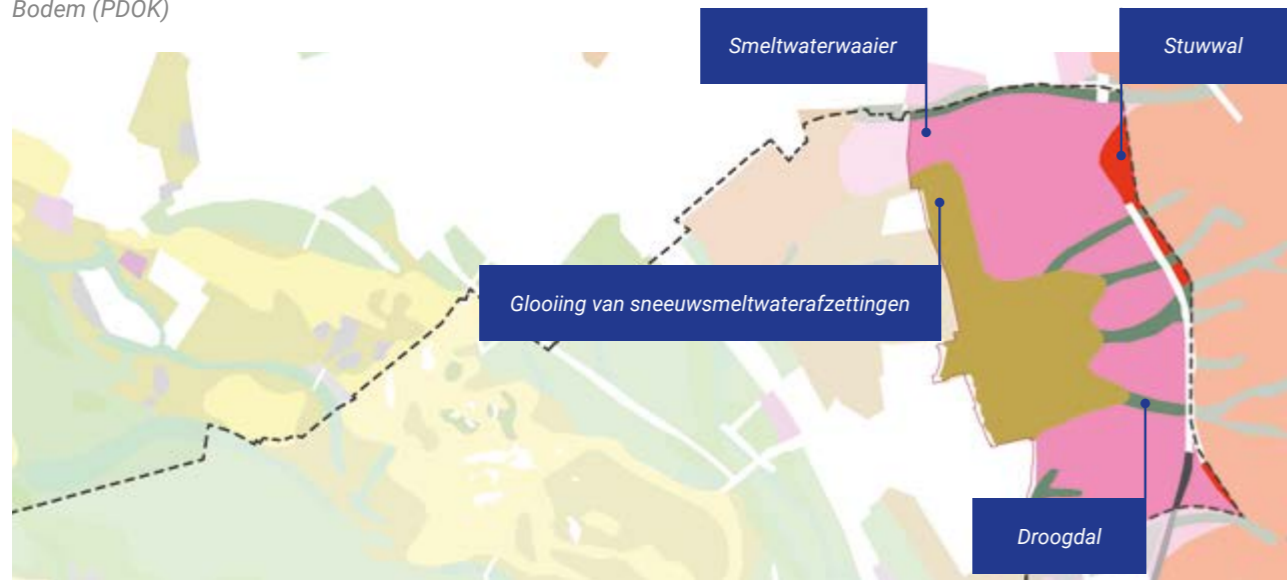 Bodem (PDOK)
Smeltwaterwaaier
Stuwwal
Glooiing van sneeuwsmeltwaterafzettingen
Droogdal